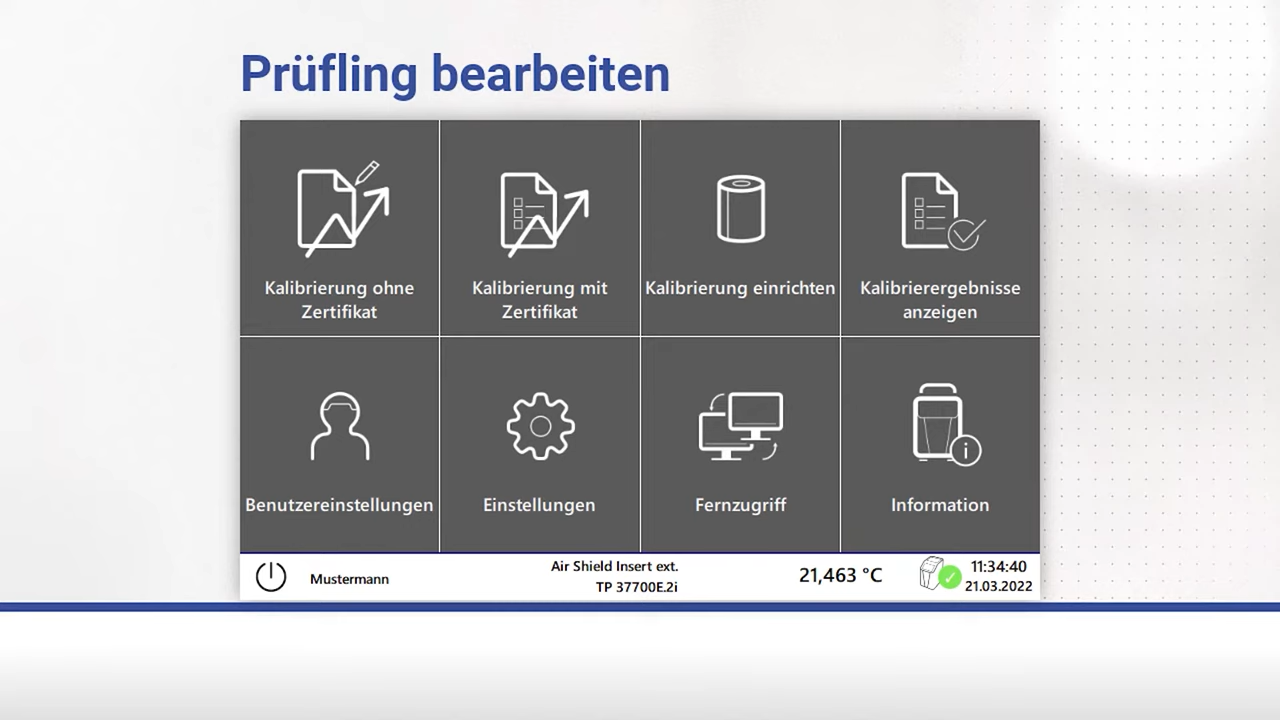 Prüfling bearbeiten
Kalibrierung ohne
Zertifikat
Kalibrierung mit
Zertifikat
Kalibrierung einrichten
Kalibrierergebnisse
anzeigen
Benutzereinstellungen
Einstellungen
Fernzugriff
Information
Mustermann
Air Shield Insert ext.
TP 37700E.2i
21,463 °C
11:34:40
21.03.2022